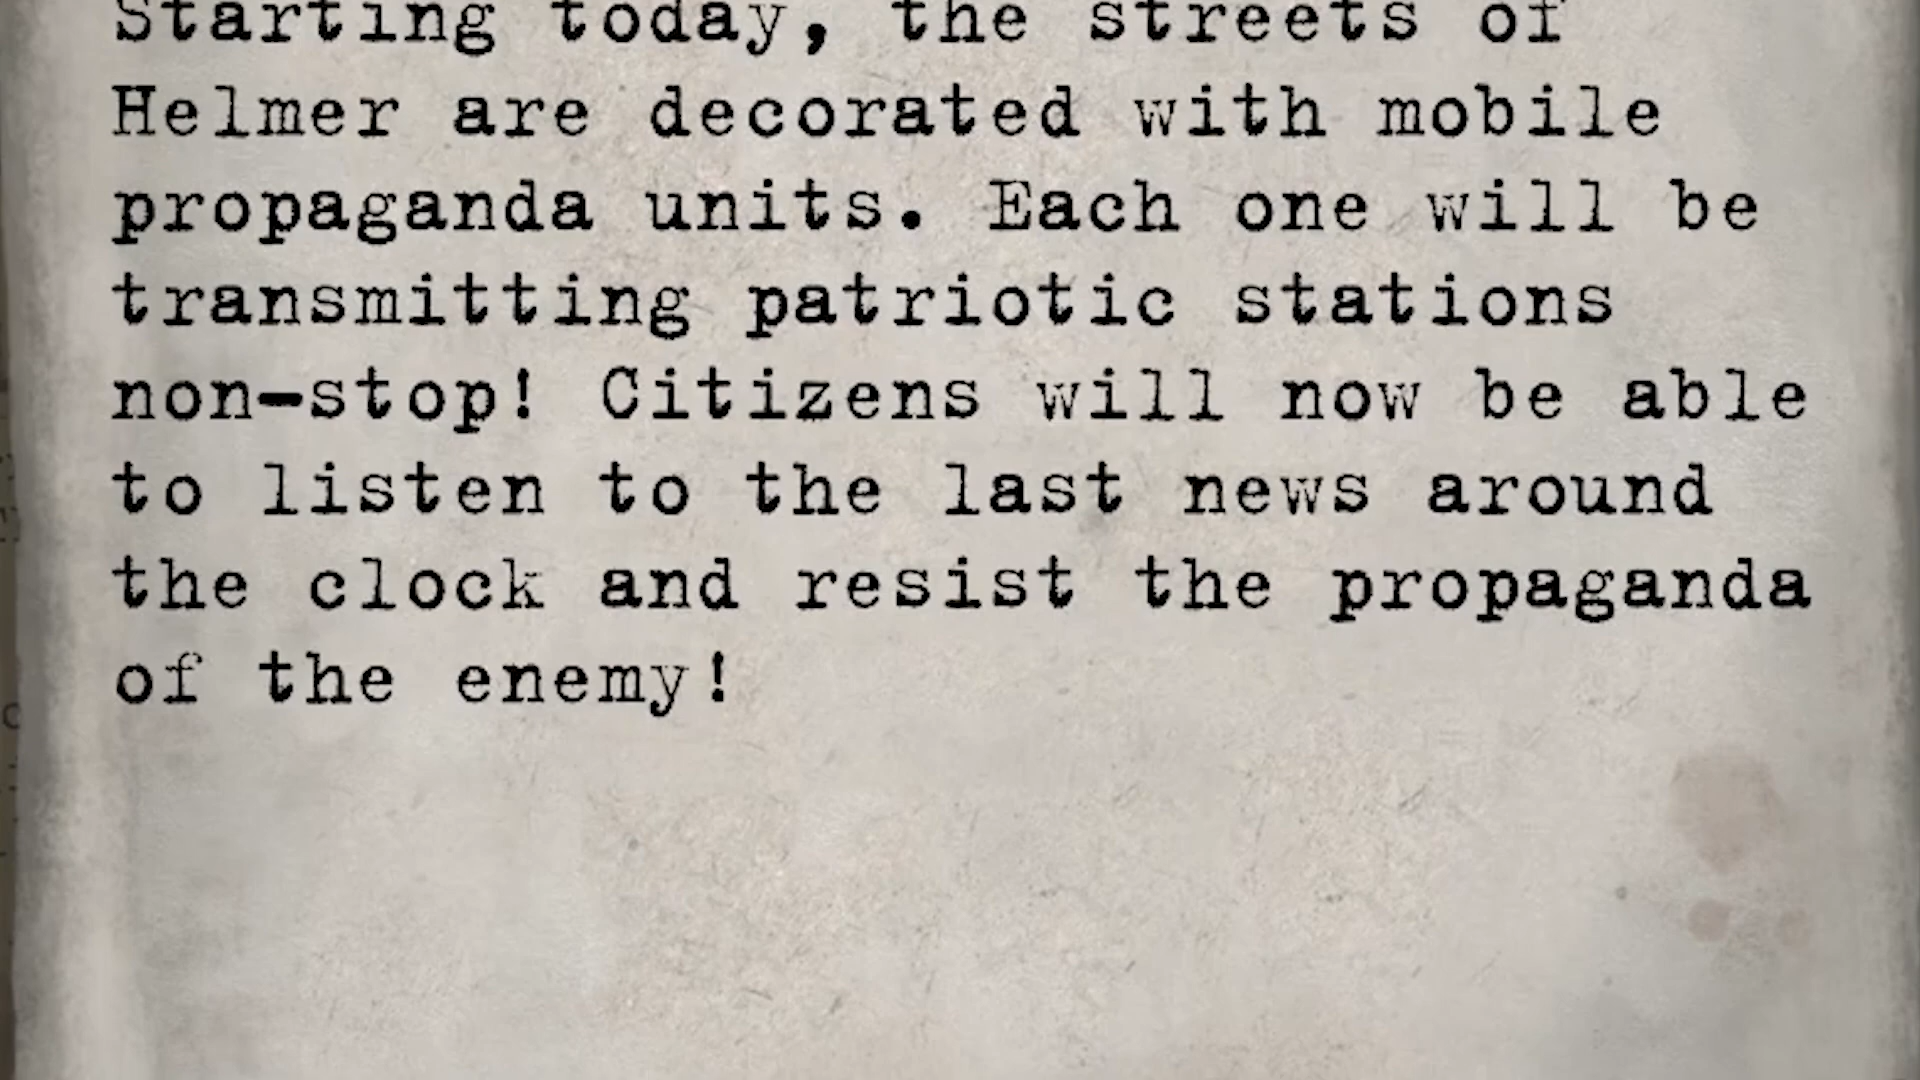 Starting today, the streets of
Helmer are decorated with mobile
propaganda units. Each one will be
transmitting patriotic stations
non-stop! Citizens will now be able
to listen to the last news around
the clock and resist the propaganda
of the enemy!